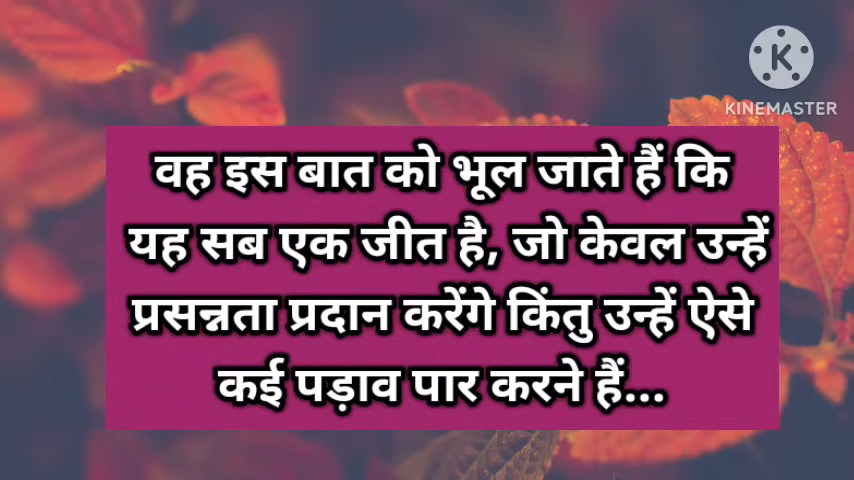 KINEMASTER
वह इस बात को भूल जाते हैं कि
यह सब एक जीत है, जो केवल उन्हें
प्रसन्नता प्रदान करेंगे किंतु उन्हें ऐसे
कई पड़ाव पार करने हैं...